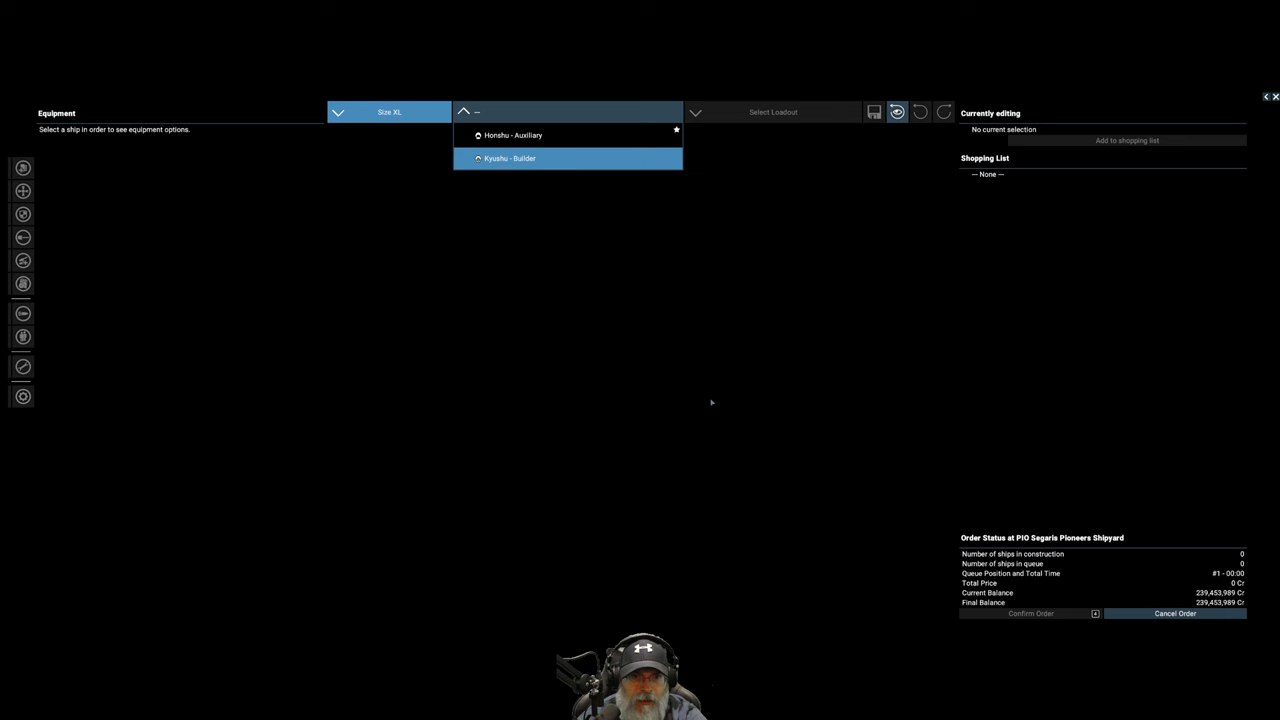 Equipment
Select a ship in order to see equipment options.
Size XL
--
Honshu - Auxiliary
Kyushu - Builder
Select Loadout
Currently editing
No current selection
Add to shopping list
Shopping List
--- None ---
Order Status at PIO Segaris Pioneers Shipyard
Number of ships in construction 0
Number of ships in queue 0
Queue Position and Total Time #1 - 00:00
Total Price 0 Cr
Current Balance 239,453,989 Cr
Final Balance 239,453,989 Cr
Confirm Order
Cancel Order